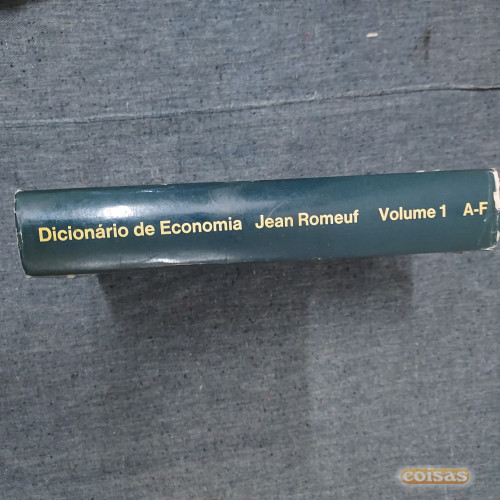 Dicionário de Economia Jean Romeuf Volume 1 A-F
coisas